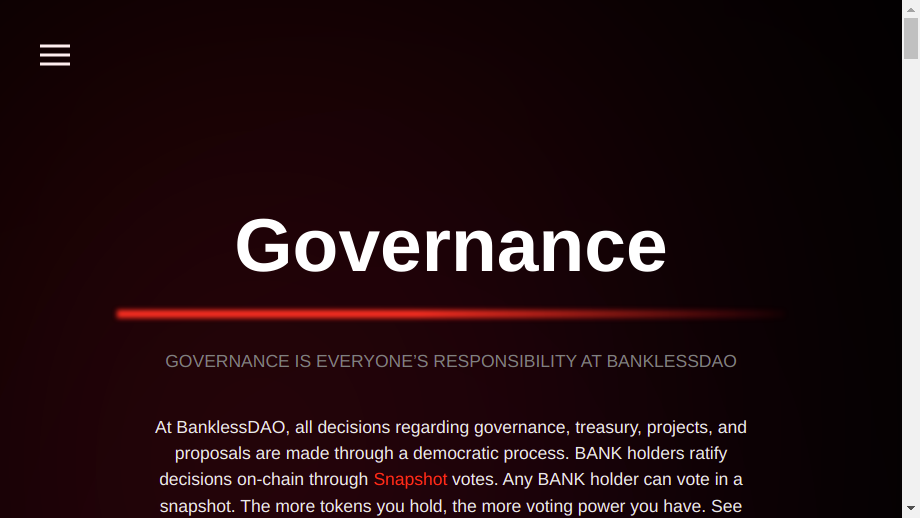 Governance
GOVERNANCE IS EVERYONE'S RESPONSIBILITY AT BANKLESSDAO
At BanklessDAO, all decisions regarding governance, treasury, projects, and
proposals are made through a democratic process. BANK holders ratify
decisions on-chain through Snapshot votes. Any BANK holder can vote in a
snapshot. The more tokens you hold, the more voting power you have. See